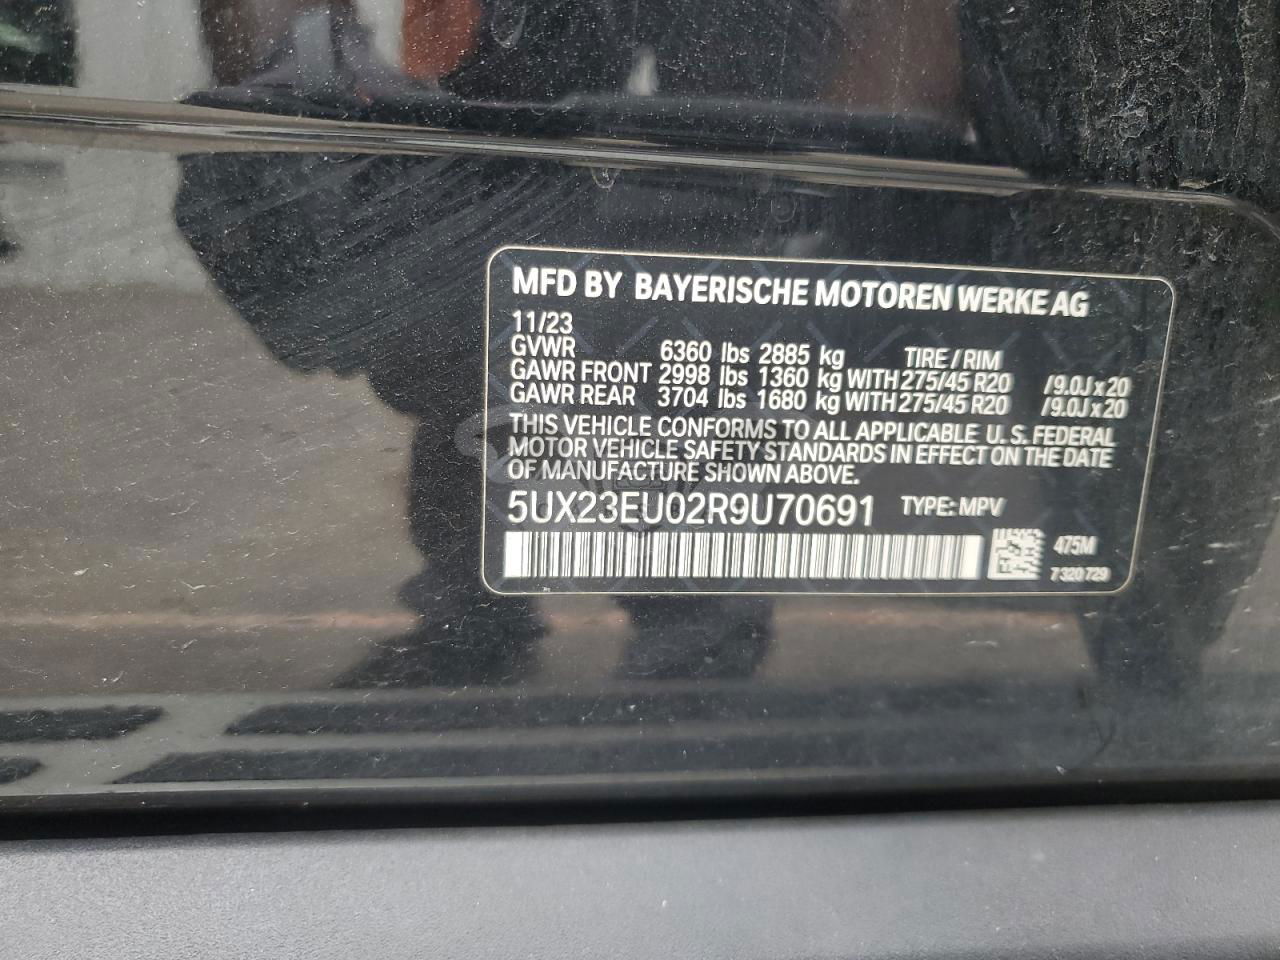 MFD BY BAYERISCHE MOTOREN WERKE AG
11/23
GVWR 6360 lbs 2885 kg TIRE / RIM
GAWR FRONT 2998 lbs 1360 kg WITH 275/45 R20 /9.0J x 20
GAWR REAR 3704 lbs 1680 kg WITH 275/45 R20 /9.0J x 20
THIS VEHICLE CONFORMS TO ALL APPLICABLE U.S. FEDERAL
MOTOR VEHICLE SAFETY STANDARDS IN EFFECT ON THE DATE
OF MANUFACTURE SHOWN ABOVE.
5UX23EU02R9U70691 TYPE: MPV
475M
7 320 729